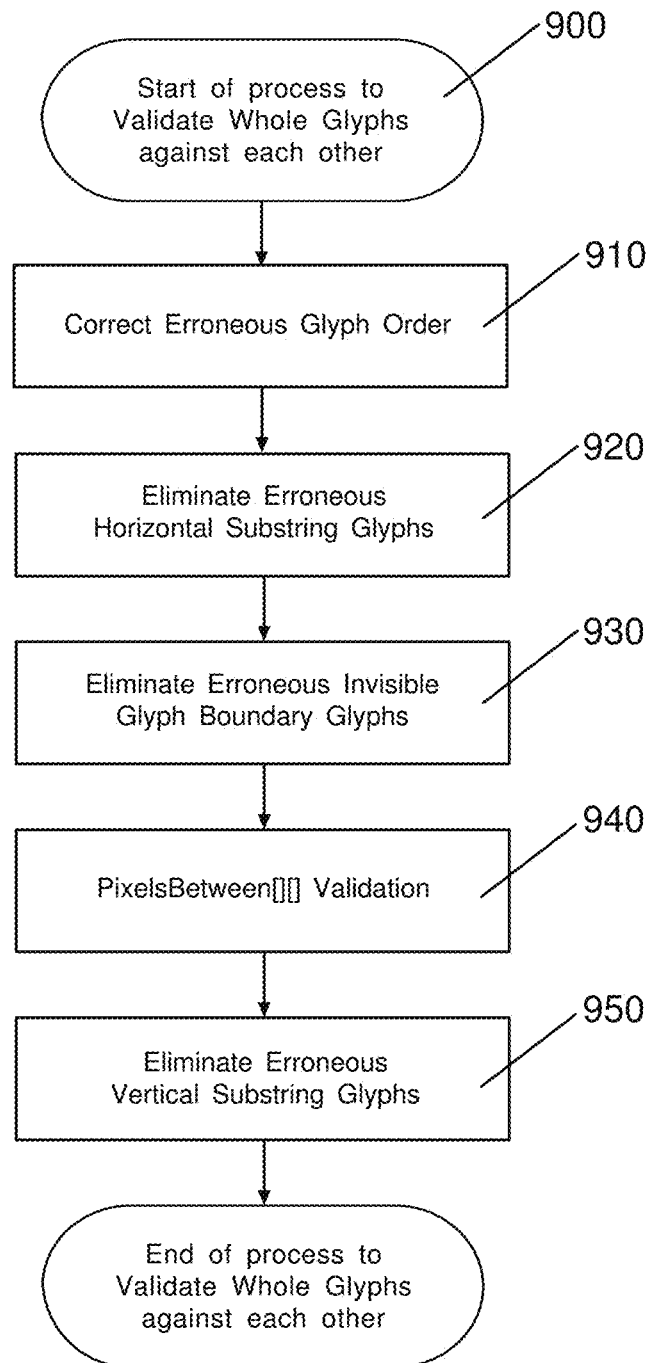 900
Start of process to
Validate Whole Glyphs
against each other
910
Correct Erroneous Glyph Order
920
Eliminate Erroneous
Horizontal Substring Glyphs
930
Eliminate Erroneous Invisible
Glyph Boundary Glyphs
940
PixelsBetween[][] Validation
950
Eliminate Erroneous
Vertical Substring Glyphs
End of process to
Validate Whole Glyphs
against each other